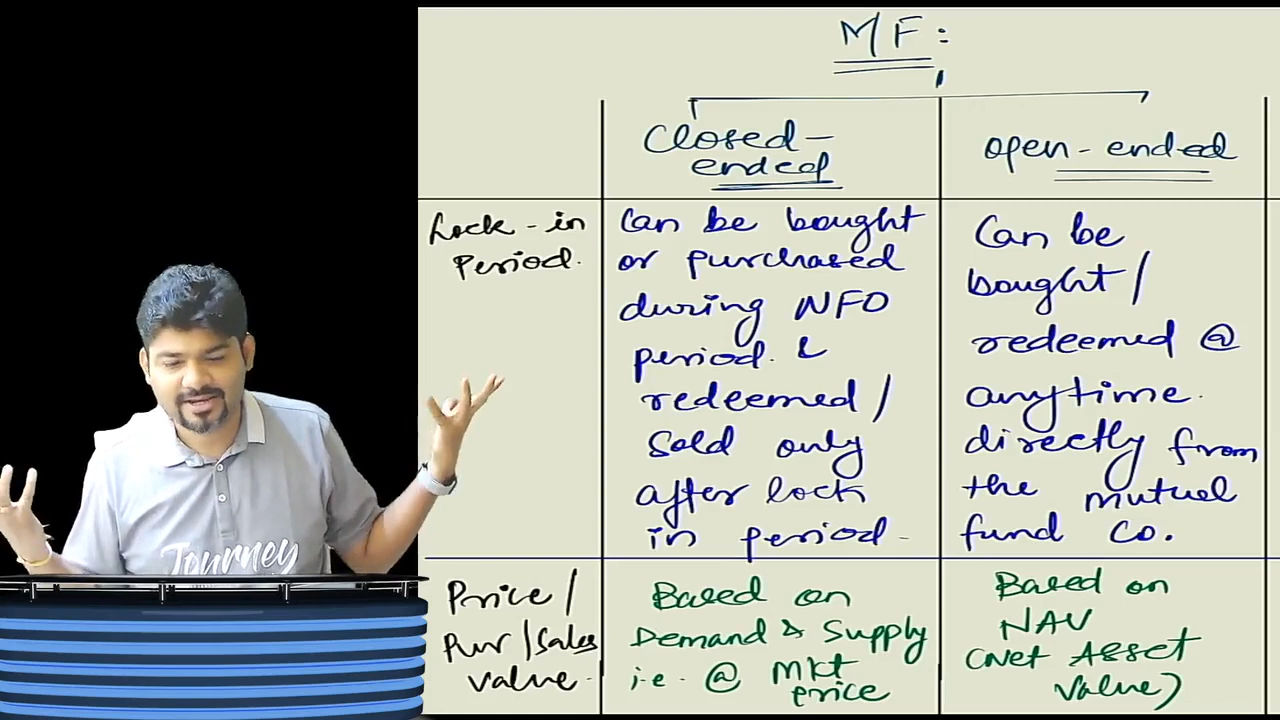 MF:
Closed-
ended
open-ended
Lock-in
Period.
Can be bought
or purchased
during NFO
period. &
redeemed/
Sold only
after lock
in period.
Can be
bought/
redeemed @
anytime.
directly from
the mutual
fund Co.
Price/
Pur/Sales
value.
Based on
Demand & Supply
i.e. @ Mkt
price
Based on
NAV
(Net Asset
Value)
Journey